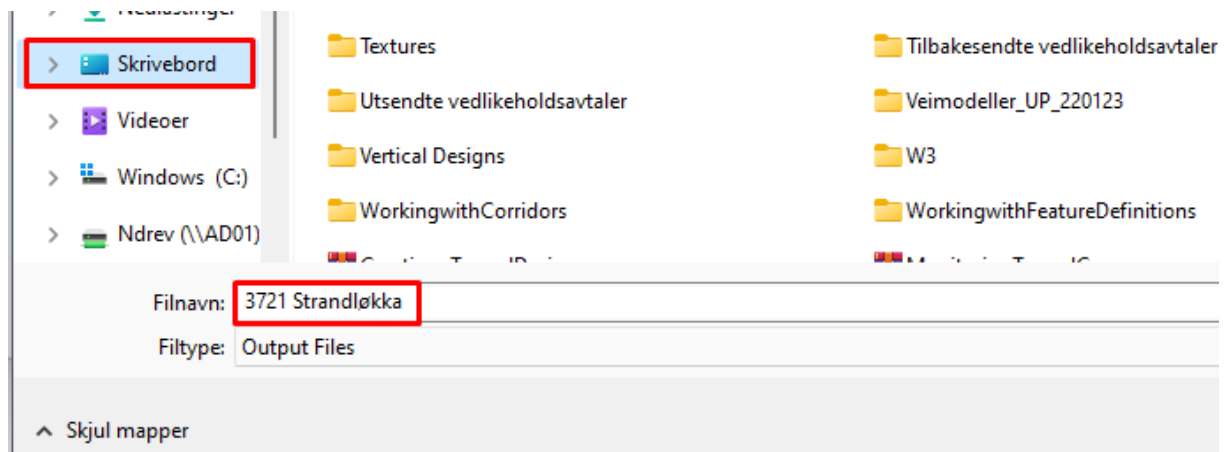 Nedlastinger
Skrivebord
Videoer
Windows (C:)
Ndrev (\\AD01)
Textures
Tilbakesendte vedlikeholdsavtaler
Utsendte vedlikeholdsavtaler
Veimodeller_UP_220123
Vertical Designs
W3
WorkingwithCorridors
WorkingwithFeatureDefinitions
Filnavn: 3721 Strandløkka
Filtype: Output Files
Skjul mapper